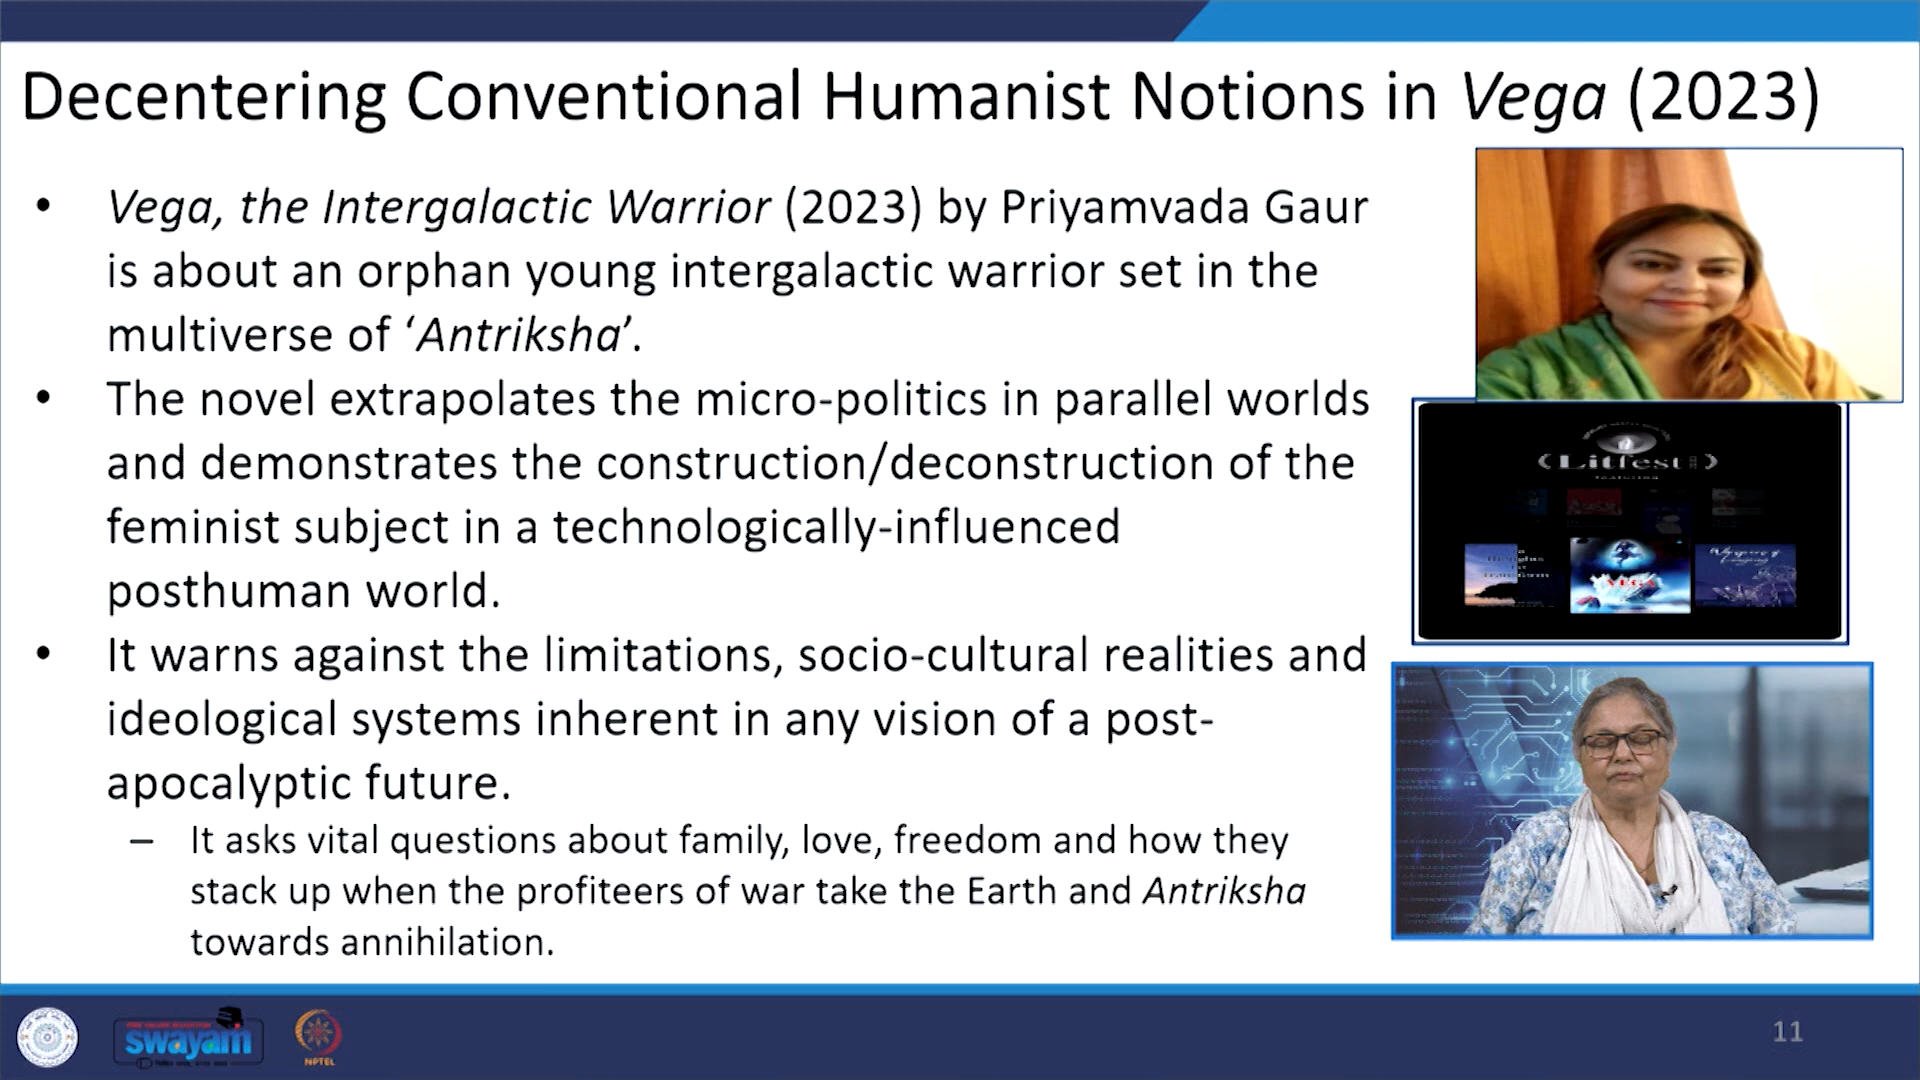 Decentering Conventional Humanist Notions in Vega (2023)
• Vega, the Intergalactic Warrior (2023) by Priyamvada Gaur
is about an orphan young intergalactic warrior set in the
multiverse of ‘Antriksha’.
• The novel extrapolates the micro-politics in parallel worlds
and demonstrates the construction/deconstruction of the
feminist subject in a technologically-influenced
posthuman world.
• It warns against the limitations, socio-cultural realities and
ideological systems inherent in any vision of a post-
apocalyptic future.
– It asks vital questions about family, love, freedom and how they
stack up when the profiteers of war take the Earth and Antriksha
towards annihilation.
Litfest
VEGA
swayam
NPTEL
11